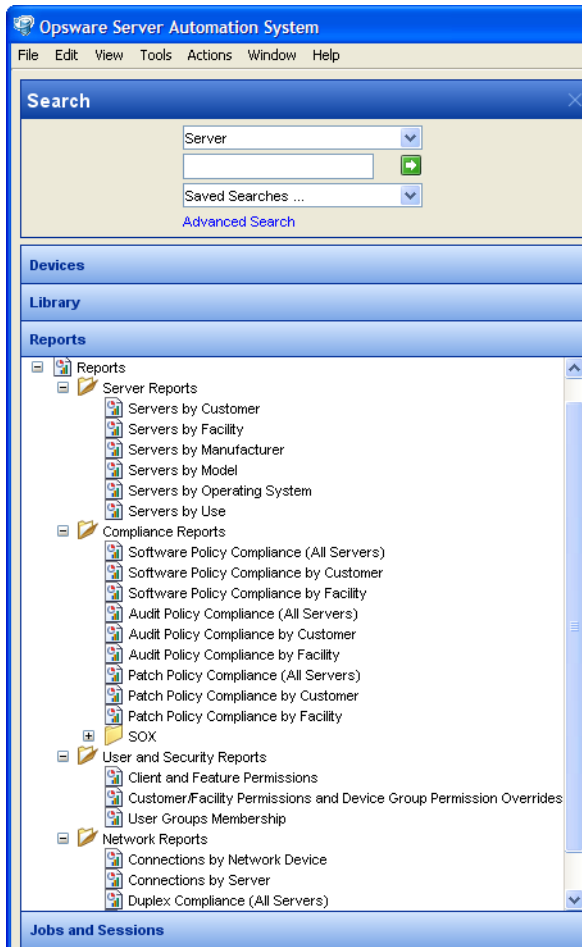 Opsware Server Automation System
File Edit View Tools Actions Window Help
Search
Server
Saved Searches ...
Advanced Search
Devices
Library
Reports
Reports
Server Reports
Servers by Customer
Servers by Facility
Servers by Manufacturer
Servers by Model
Servers by Operating System
Servers by Use
Compliance Reports
Software Policy Compliance (All Servers)
Software Policy Compliance by Customer
Software Policy Compliance by Facility
Audit Policy Compliance (All Servers)
Audit Policy Compliance by Customer
Audit Policy Compliance by Facility
Patch Policy Compliance (All Servers)
Patch Policy Compliance by Customer
Patch Policy Compliance by Facility
SOX
User and Security Reports
Client and Feature Permissions
Customer/Facility Permissions and Device Group Permission Overrides
User Groups Membership
Network Reports
Connections by Network Device
Connections by Server
Duplex Compliance (All Servers)
Jobs and Sessions